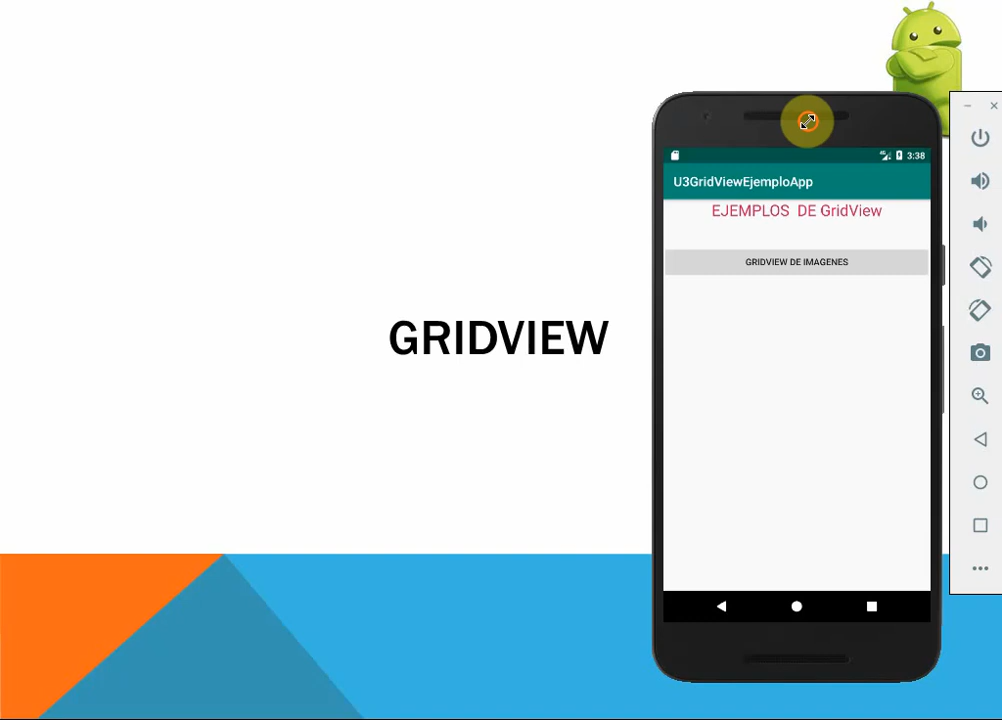 GRIDVIEW
3:38
U3GridViewEjemploApp
EJEMPLOS DE GridView
GRIDVIEW DE IMAGENES